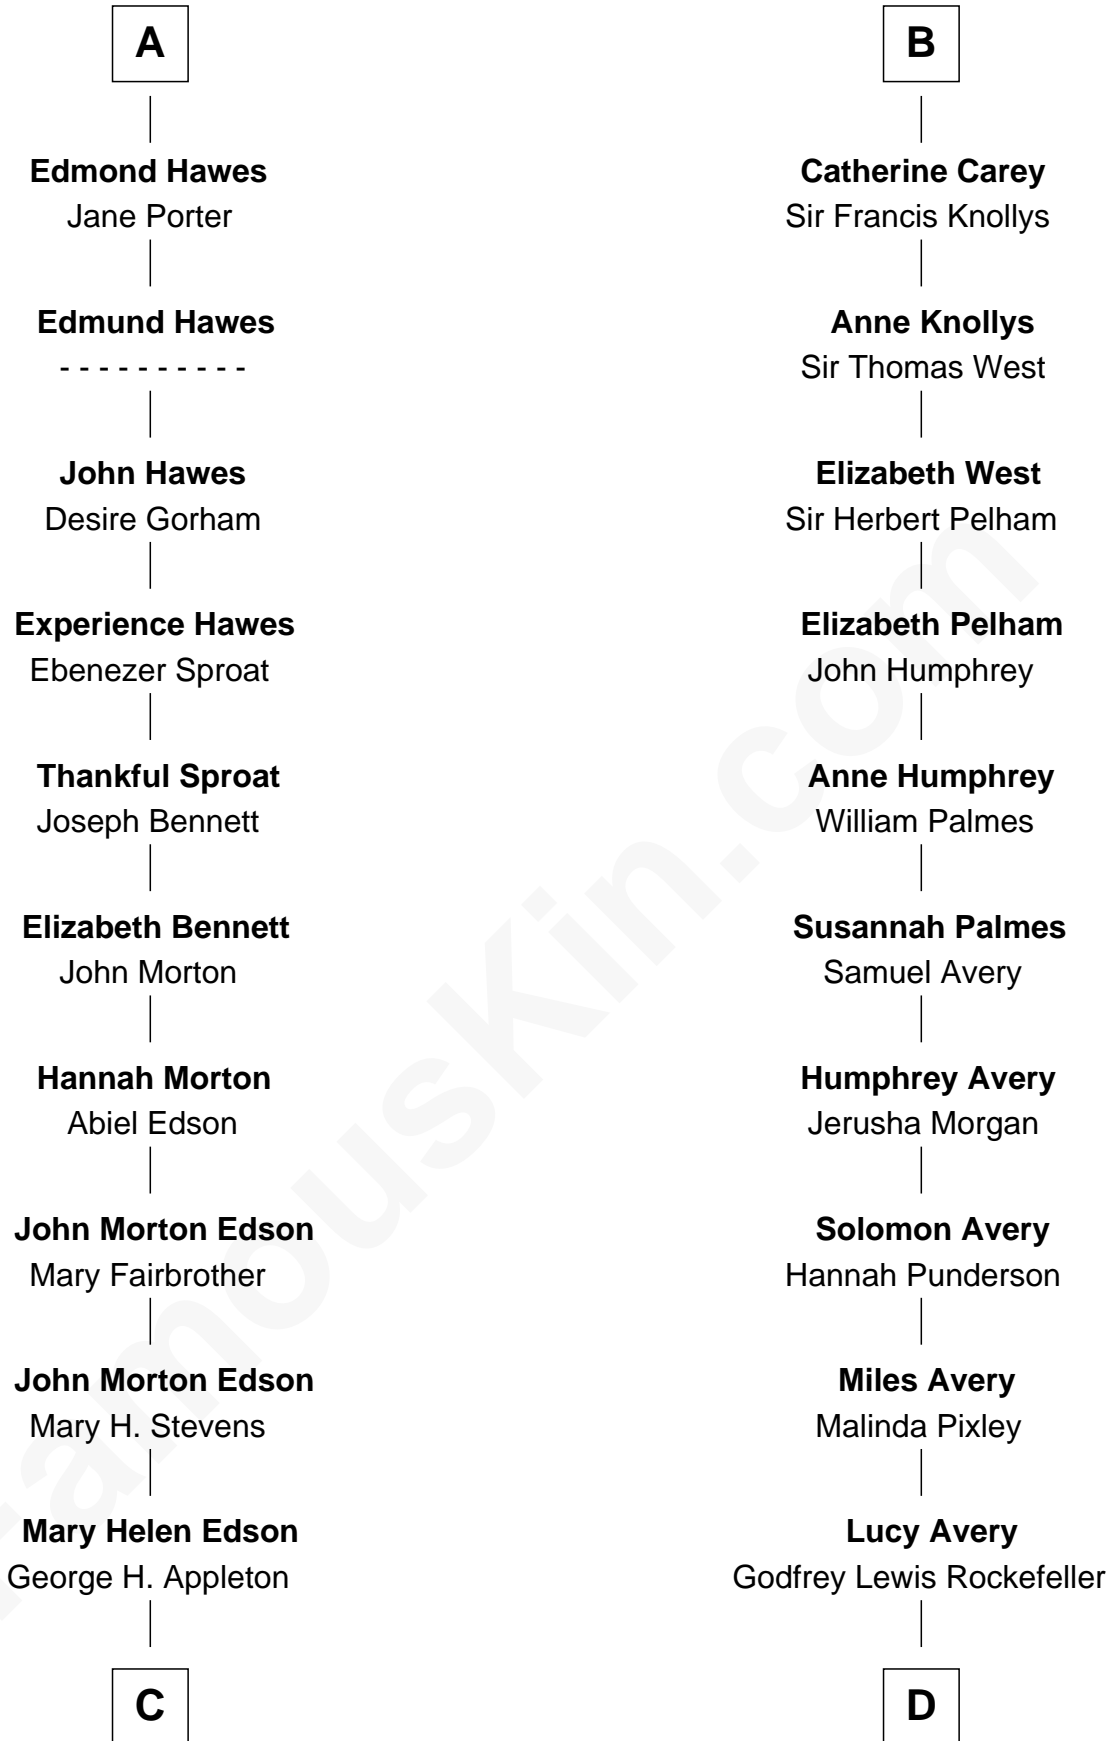 A
Edmond Hawes
Jane Porter
Edmund Hawes
- - - - - - - - - -
John Hawes
Desire Gorham
Experience Hawes
Ebenezer Sproat
Thankful Sproat
Joseph Bennett
Elizabeth Bennett
John Morton
Hannah Morton
Abiel Edson
John Morton Edson
Mary Fairbrother
John Morton Edson
Mary H. Stevens
Mary Helen Edson
George H. Appleton
C
B
Catherine Carey
Sir Francis Knollys
Anne Knollys
Sir Thomas West
Elizabeth West
Sir Herbert Pelham
Elizabeth Pelham
John Humphrey
Anne Humphrey
William Palmes
Susannah Palmes
Samuel Avery
Humphrey Avery
Jerusha Morgan
Solomon Avery
Hannah Punderson
Miles Avery
Malinda Pixley
Lucy Avery
Godfrey Lewis Rockefeller
D
FamousKin.com